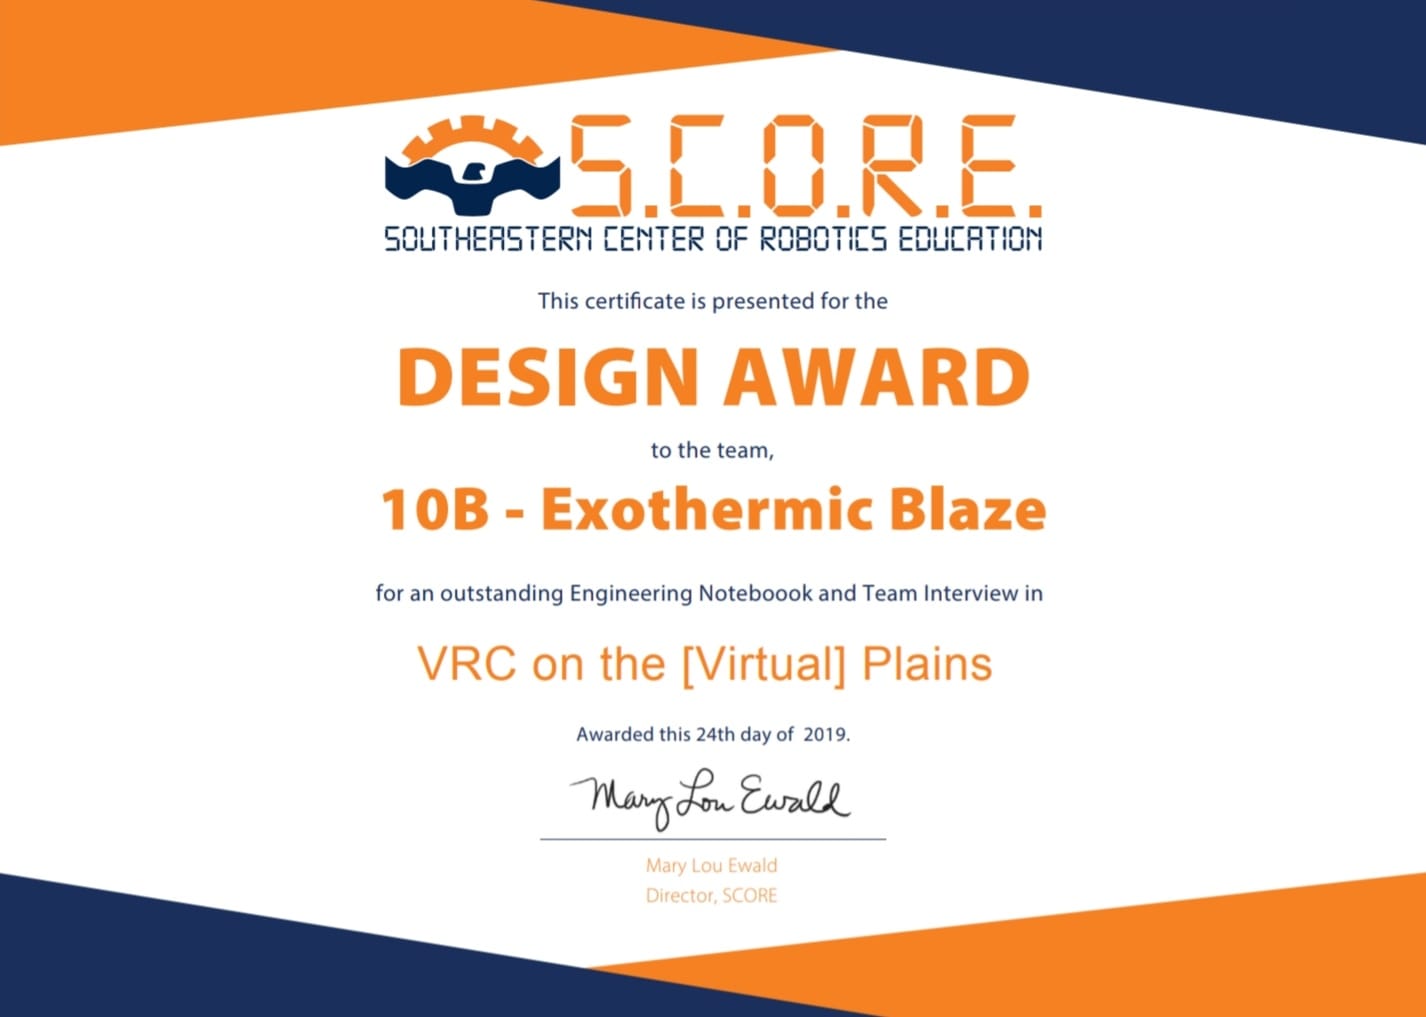 S.C.O.R.E.
SOUTHEASTERN CENTER OF ROBOTICS EDUCATION
This certificate is presented for the
DESIGN AWARD
to the team,
10B - Exothermic Blaze
for an outstanding Engineering Noteboook and Team Interview in
VRC on the [Virtual] Plains
Awarded this 24th day of 2019.
Mary Lou Ewald
Mary Lou Ewald
Director, SCORE